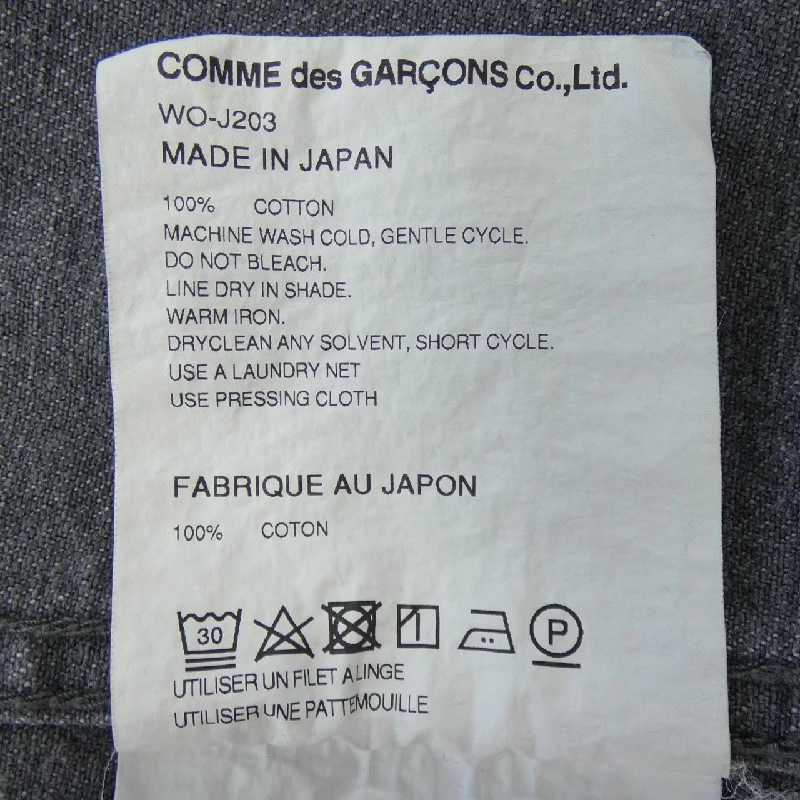 COMME des GARÇONS Co.,Ltd.
WO-J203
MADE IN JAPAN
100% COTTON
MACHINE WASH COLD, GENTLE CYCLE.
DO NOT BLEACH.
LINE DRY IN SHADE.
WARM IRON.
DRYCLEAN ANY SOLVENT, SHORT CYCLE.
USE A LAUNDRY NET
USE PRESSING CLOTH
FABRIQUE AU JAPON
100% COTON
30 P
UTILISER UN FILET A LINGE
UTILISER UNE PATTEMOUILLE